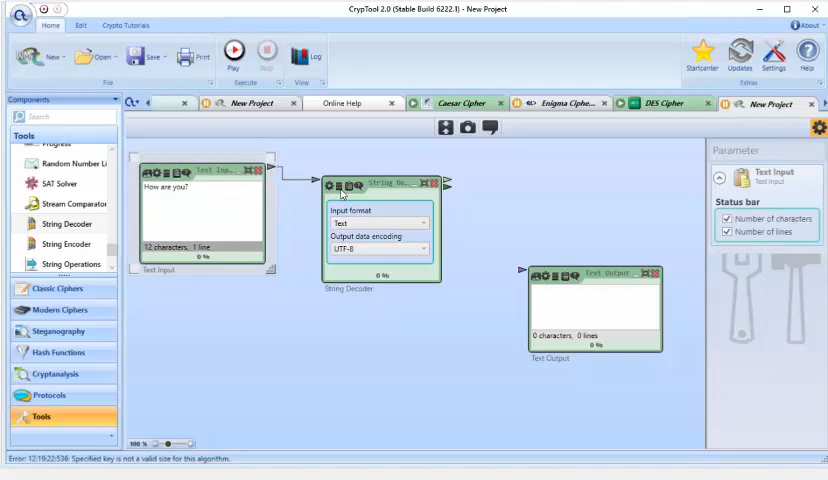 CrypTool 2.0 (Stable Build 6222.1) - New Project
Home Edit Crypto Tutorials
About
New Open Save Print Play Stop Log Startcenter Updates Settings Help
File Execute View Extras
Components
New Project Online Help Caesar Cipher Enigma Ciphe... DES Cipher New Project
Search
Tools
Progress
Random Number Li
SAT Solver
Stream Comparator
String Decoder
String Encoder
String Operations
Classic Ciphers
Modern Ciphers
Steganography
Hash Functions
Cryptanalysis
Protocols
Tools
Text Inp...
How are you?
12 characters, 1 line
0 %
Text Input
String De...
Input format
Text
Output data encoding
UTF-8
0 %
String Decoder
Text Output
0 characters, 0 lines
0 %
Text Output
Parameter
Text Input
Text Input
Status bar
Number of characters
Number of lines
100 %
Error: 12:19:22:536: Specified key is not a valid size for this algorithm.